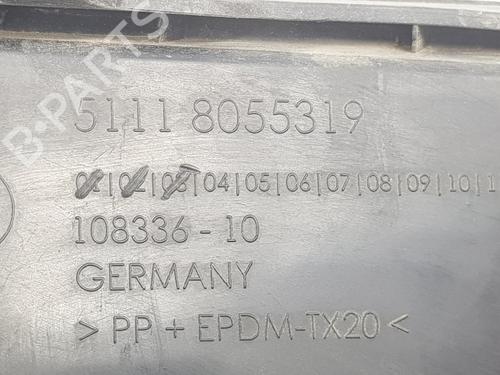 B-PARTS
5111 8055319
01|02|03|04|05|06|07|08|09|10|1
108336-10
GERMANY
> PP + EPDM-TX20 <